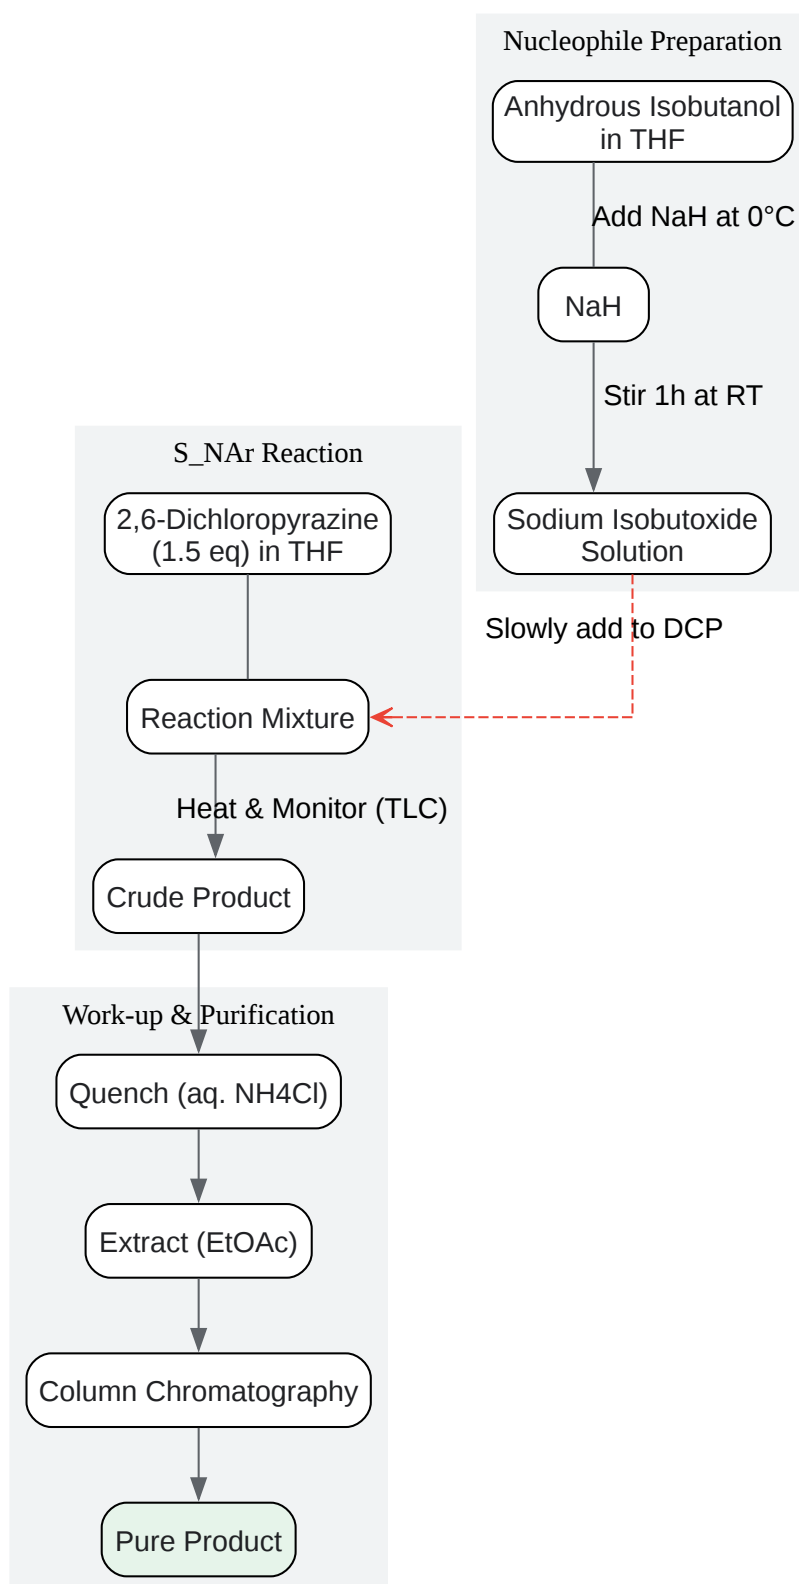 Nucleophile Preparation
Anhydrous Isobutanol
in THF
Add NaH at 0°C
NaH
Stir 1h at RT
Sodium Isobutoxide
Solution
Slowly add to DCP
S_NAr Reaction
2,6-Dichloropyrazine
(1.5 eq) in THF
Reaction Mixture
Heat & Monitor (TLC)
Crude Product
Work-up & Purification
Quench (aq. NH4Cl)
Extract (EtOAc)
Column Chromatography
Pure Product